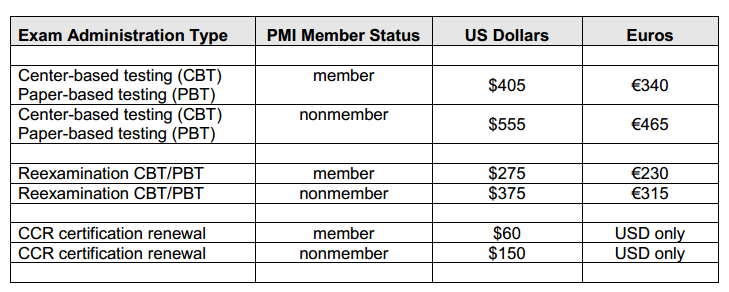 Exam Administration Type PMI Member Status US Dollars Euros
Center-based testing (CBT)
Paper-based testing (PBT) member $405 €340
Center-based testing (CBT)
Paper-based testing (PBT) nonmember $555 €465
Reexamination CBT/PBT member $275 €230
Reexamination CBT/PBT nonmember $375 €315
CCR certification renewal member $60 USD only
CCR certification renewal nonmember $150 USD only